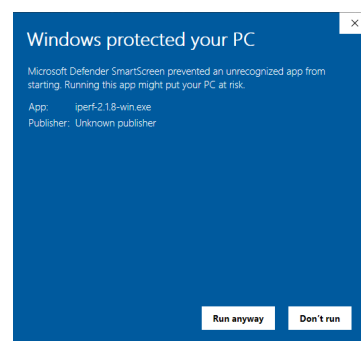 Windows protected your PC
Microsoft Defender SmartScreen prevented an unrecognized app from
starting. Running this app might put your PC at risk.
App: iperf-2.1.8-win.exe
Publisher: Unknown publisher
Run anyway Don't run